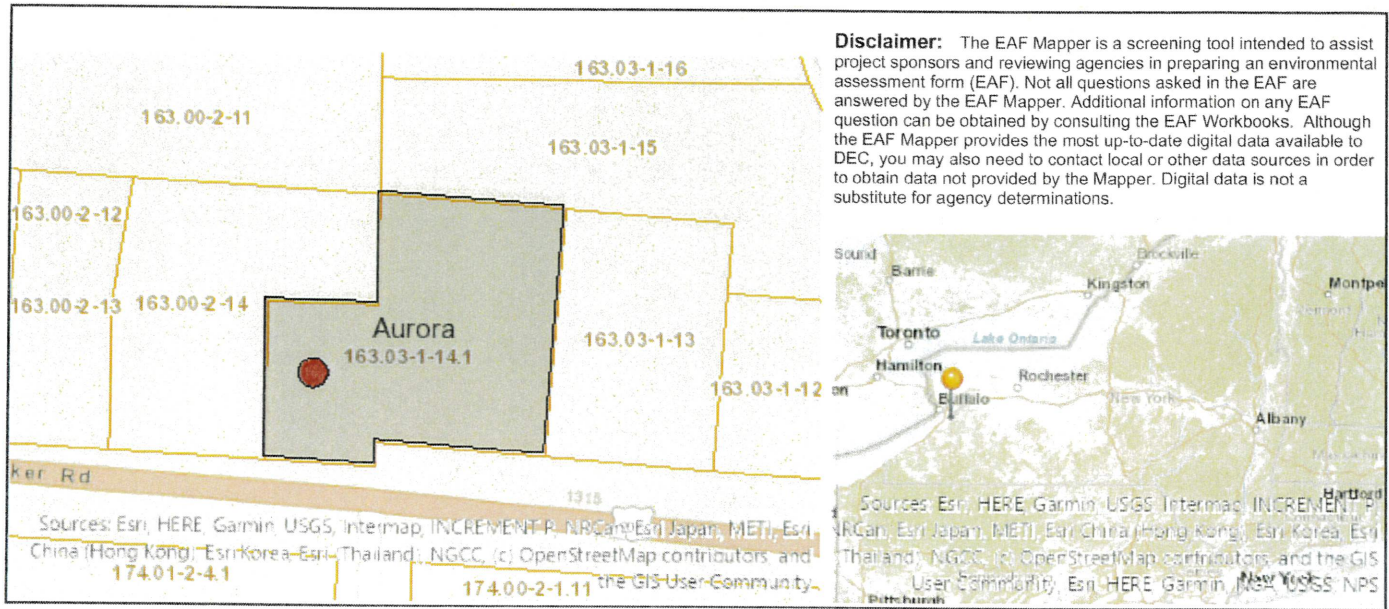 163.03-1-16
163.00-2-11
163.03-1-15
163.00-2-12
163.00-2-13
163.00-2-14
Aurora
163.03-1-14.1
163.03-1-13
163.03-1-12
ker Rd
1315
Sources: Esri, HERE, Garmin, USGS, Intermap, INCREMENT P, NRCan, Esri Japan, METI, Esri
China (Hong Kong), Esri Korea, Esri (Thailand), NGCC, (c) OpenStreetMap contributors, and
the GIS User Community
174.01-2-4.1
174.00-2-1.11
Disclaimer: The EAF Mapper is a screening tool intended to assist
project sponsors and reviewing agencies in preparing an environmental
assessment form (EAF). Not all questions asked in the EAF are
answered by the EAF Mapper. Additional information on any EAF
question can be obtained by consulting the EAF Workbooks. Although
the EAF Mapper provides the most up-to-date digital data available to
DEC, you may also need to contact local or other data sources in order
to obtain data not provided by the Mapper. Digital data is not a
substitute for agency determinations.
Sound
Barrie
Brockville
Kingston
Montpel
Toronto
Lake Ontario
Hamilton
Rochester
Buffalo
New York
Albany
Hartford
Sources: Esri, HERE, Garmin, USGS, Intermap, INCREMENT P,
NRCan, Esri Japan, METI, Esri China (Hong Kong), Esri Korea, Esri
(Thailand), NGCC, (c) OpenStreetMap contributors, and the GIS
User Community, Esri, HERE, Garmin, NGA, USGS, NPS
New York
Pittsburgh